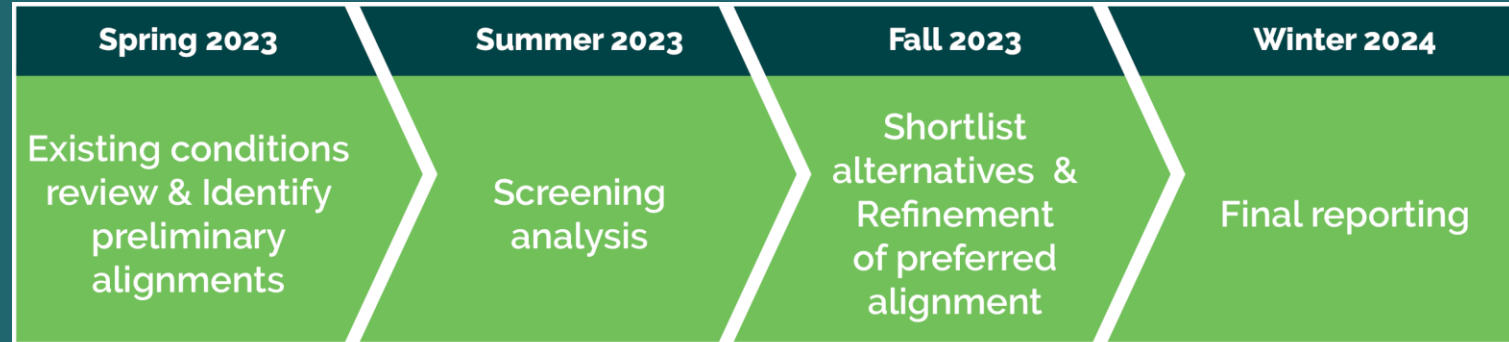 Spring 2023
Summer 2023
Fall 2023
Winter 2024
Existing conditions
review & Identify
preliminary
alignments
Screening
analysis
Shortlist
alternatives &
Refinement
of preferred
alignment
Final reporting